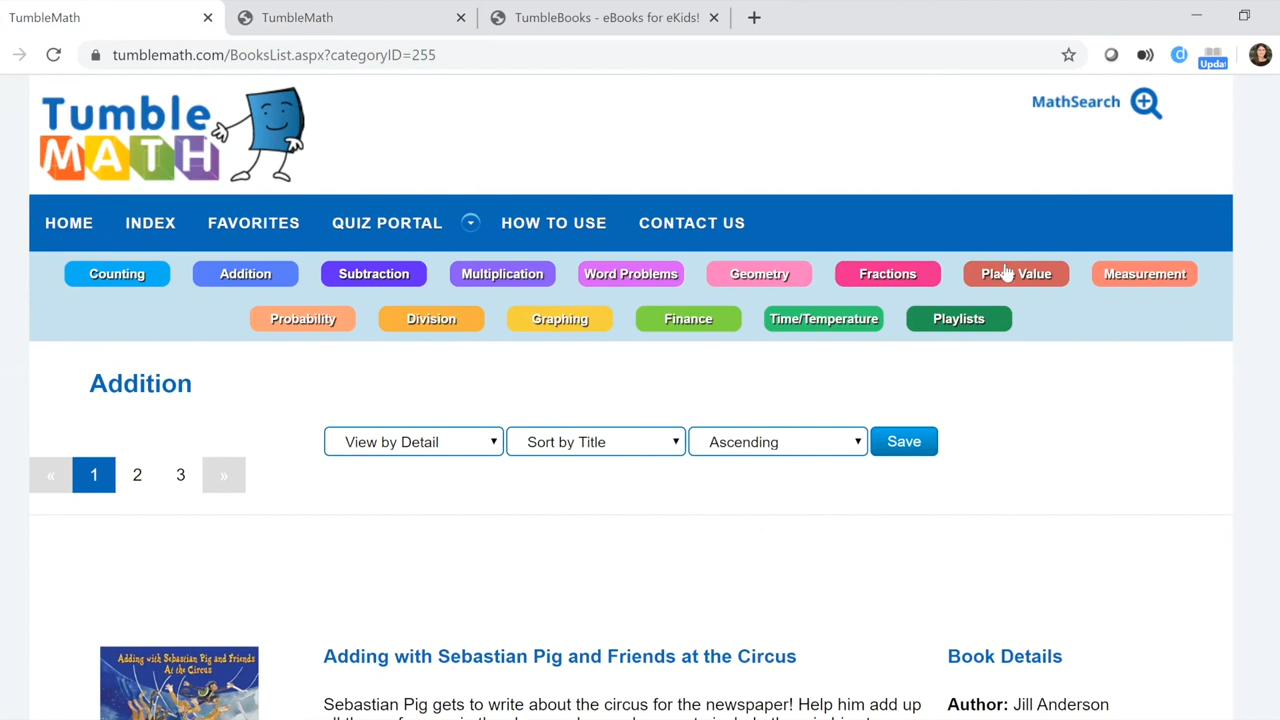 TumbleMath
TumbleMath
TumbleBooks - eBooks for eKids!
tumblemath.com/BooksList.aspx?categoryID=255
Updat
Tumble
MATH
MathSearch
HOME INDEX FAVORITES QUIZ PORTAL HOW TO USE CONTACT US
Counting Addition Subtraction Multiplication Word Problems Geometry Fractions Place Value Measurement
Probability Division Graphing Finance Time/Temperature Playlists
Addition
View by Detail Sort by Title Ascending Save
« 1 2 3 »
Adding with Sebastian Pig and Friends
At the Circus
Adding with Sebastian Pig and Friends at the Circus
Book Details
Sebastian Pig gets to write about the circus for the newspaper! Help him add up
Author: Jill Anderson